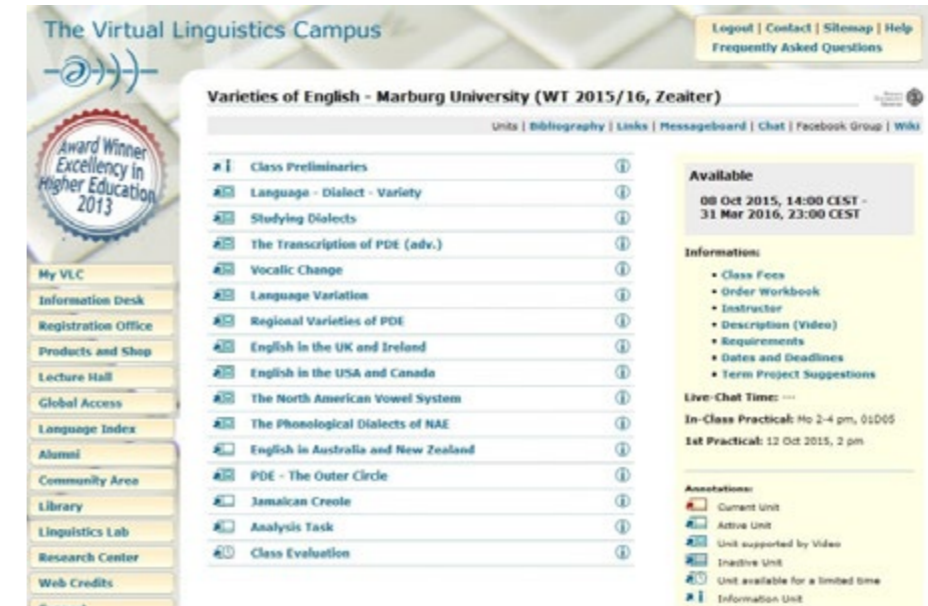 The Virtual Linguistics Campus
Logout | Contact | Sitemap | Help
Frequently Asked Questions
Award Winner
Excellency in
Higher Education
2013
Varieties of English - Marburg University (WT 2015/16, Zeaiter)
Units | Bibliography | Links | Messageboard | Chat | Facebook Group | Wiki
My VLC
Information Desk
Registration Office
Products and Shop
Lecture Hall
Global Access
Language Index
Alumni
Community Area
Library
Linguistics Lab
Research Center
Web Credits
Class Preliminaries
Language - Dialect - Variety
Studying Dialects
The Transcription of PDE (adv.)
Vocalic Change
Language Variation
Regional Varieties of PDE
English in the UK and Ireland
English in the USA and Canada
The North American Vowel System
The Phonological Dialects of NAE
English in Australia and New Zealand
PDE - The Outer Circle
Jamaican Creole
Analysis Task
Class Evaluation
Available
08 Oct 2015, 14:00 CEST -
31 Mar 2016, 23:00 CEST
Information:
• Class Fees
• Order Workbook
• Instructor
• Description (Video)
• Requirements
• Dates and Deadlines
• Term Project Suggestions
Live-Chat Time: ---
In-Class Practical: Mo 2-4 pm, 01D05
1st Practical: 12 Oct 2015, 2 pm
Annotations:
Current Unit
Active Unit
Unit supported by Video
Inactive Unit
Unit available for a limited time
Information Unit